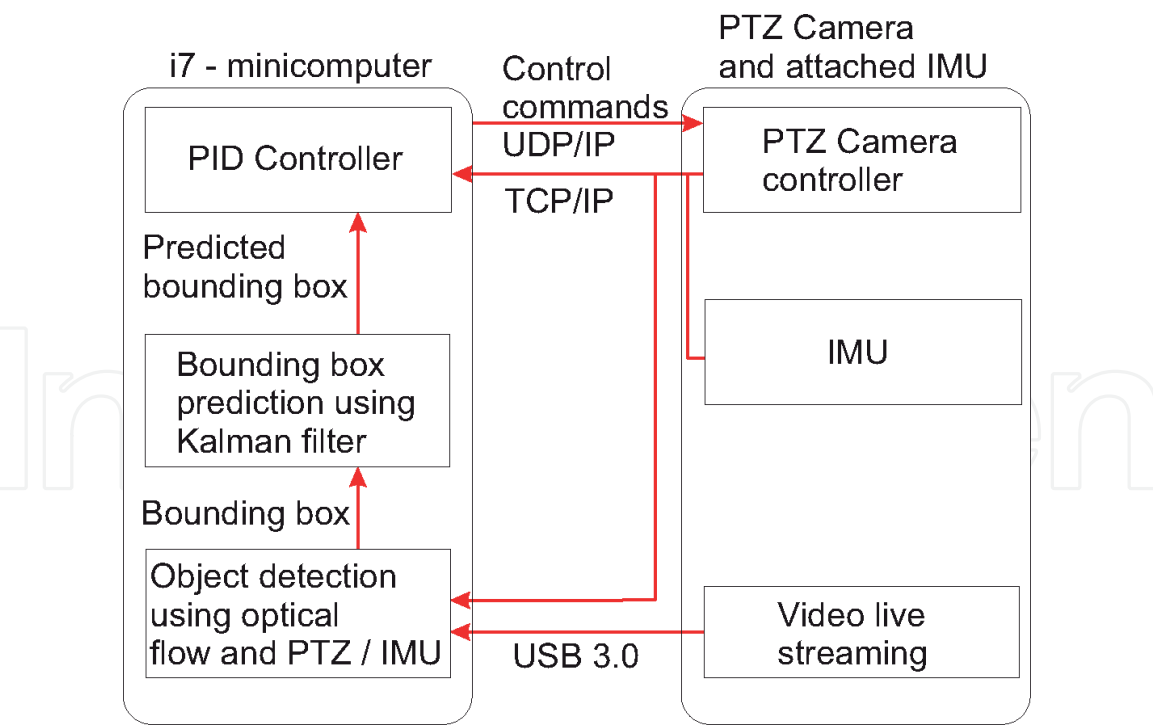 i7 - minicomputer
PID Controller
Predicted
bounding box
Bounding box
prediction using
Kalman filter
Bounding box
Object detection
using optical
flow and PTZ / IMU
Control
commands
UDP/IP
TCP/IP
USB 3.0
PTZ Camera
and attached IMU
PTZ Camera
controller
IMU
Video live
streaming